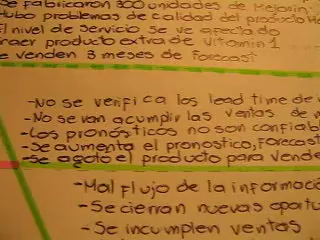 se fabricaron 300 unidades de Mejorin
Hubo problemas de calidad del producto
El nivel de servicio se ve afectado
traer producto extra de vitamin 1
se venden 3 meses de forecast
-No se verifica los lead time de
-No se van a cumplir las ventas de
-Los pronósticos no son confiabl
-se aumenta el pronostico, Forecast
-se agotó el producto para vende
-Mal flujo de la informaci
-se cierran nuevas oportu
-Se incumplen ventas